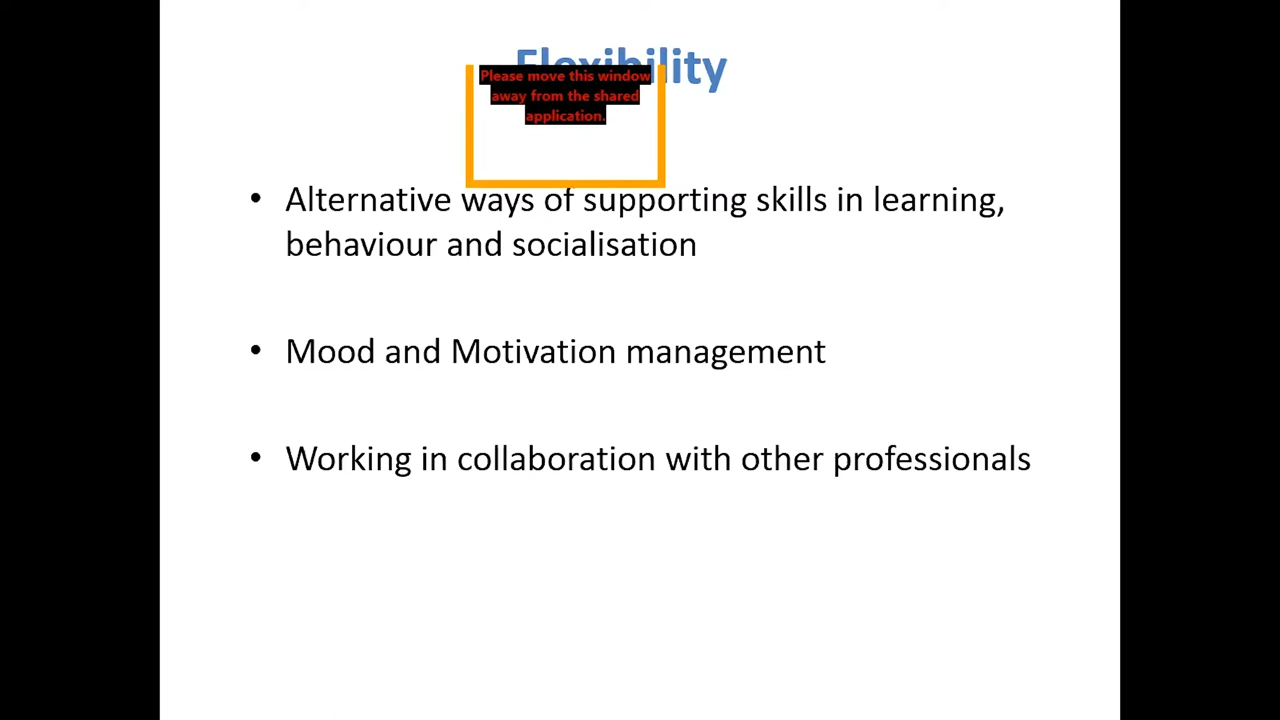 Flexibility
Please move this window
away from the shared
application.
• Alternative ways of supporting skills in learning,
behaviour and socialisation
• Mood and Motivation management
• Working in collaboration with other professionals